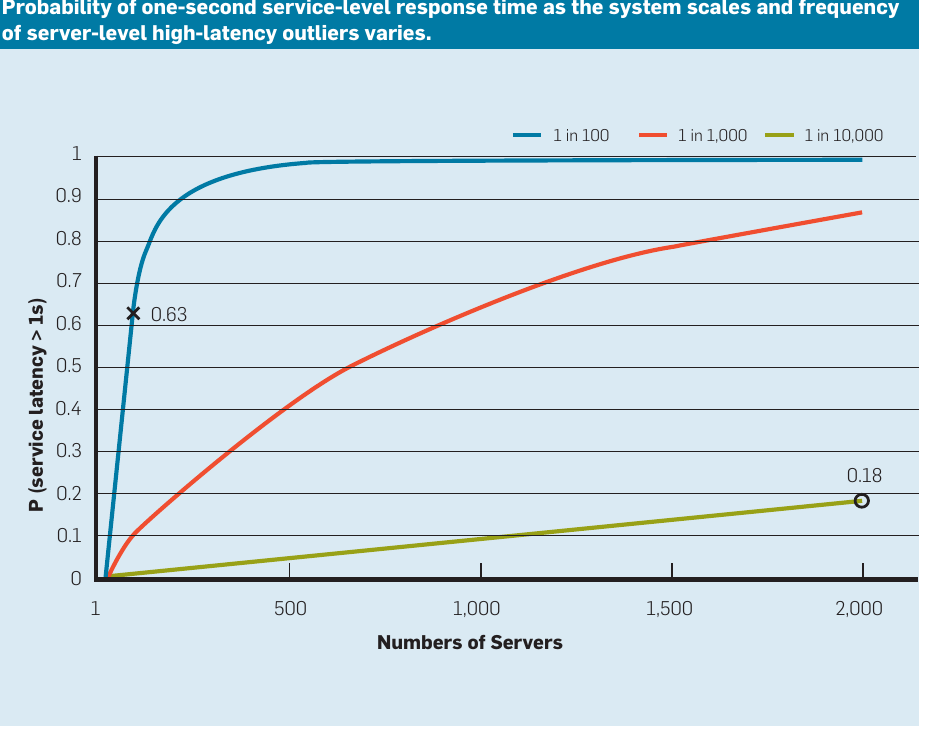 Probability of one-second service-level response time as the system scales and frequency
of server-level high-latency outliers varies.
1 in 100 1 in 1,000 1 in 10,000
1
0.9
0.8
0.7
0.63
0.6
0.5
0.4
0.3
0.18
0.2
0.1
0
P (service latency > 1s)
1 500 1,000 1,500 2,000
Numbers of Servers